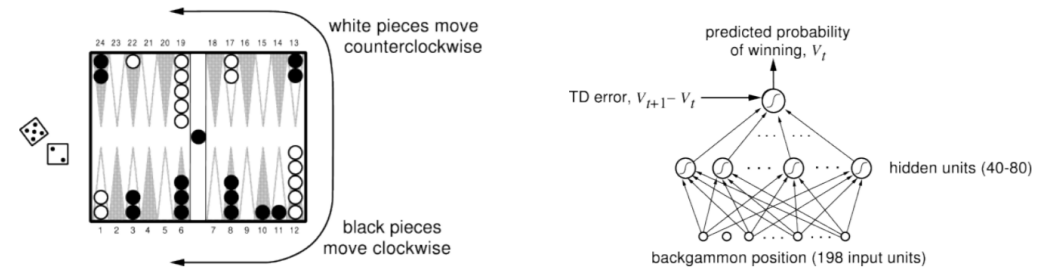 white pieces move
counterclockwise
24 23 22 21 20 19 18 17 16 15 14 13
1 2 3 4 5 6 7 8 9 10 11 12
black pieces
move clockwise
predicted probability
of winning, Vt
TD error, Vt+1 − Vt
hidden units (40-80)
backgammon position (198 input units)